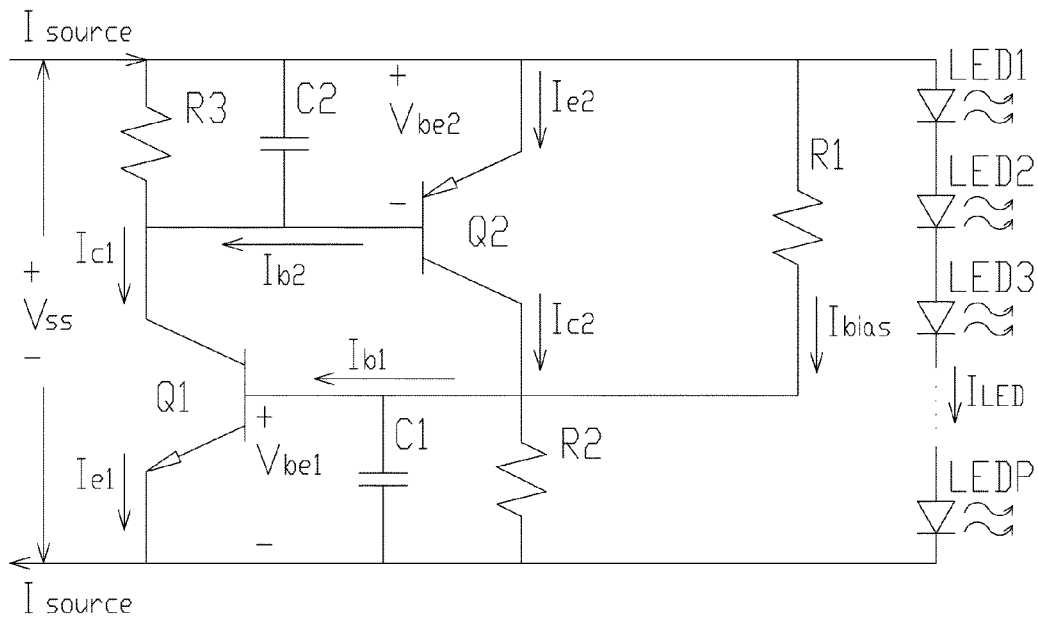 I source
LED1
R3
C2
+
Vbe2
-
Ie2
R1
LED2
Q2
Ic1
Ib2
+
Vss
-
LED3
Ic2
Ibias
Ib1
ILED
Q1
+
Vbe1
-
C1
R2
Ie1
LEDP
I source